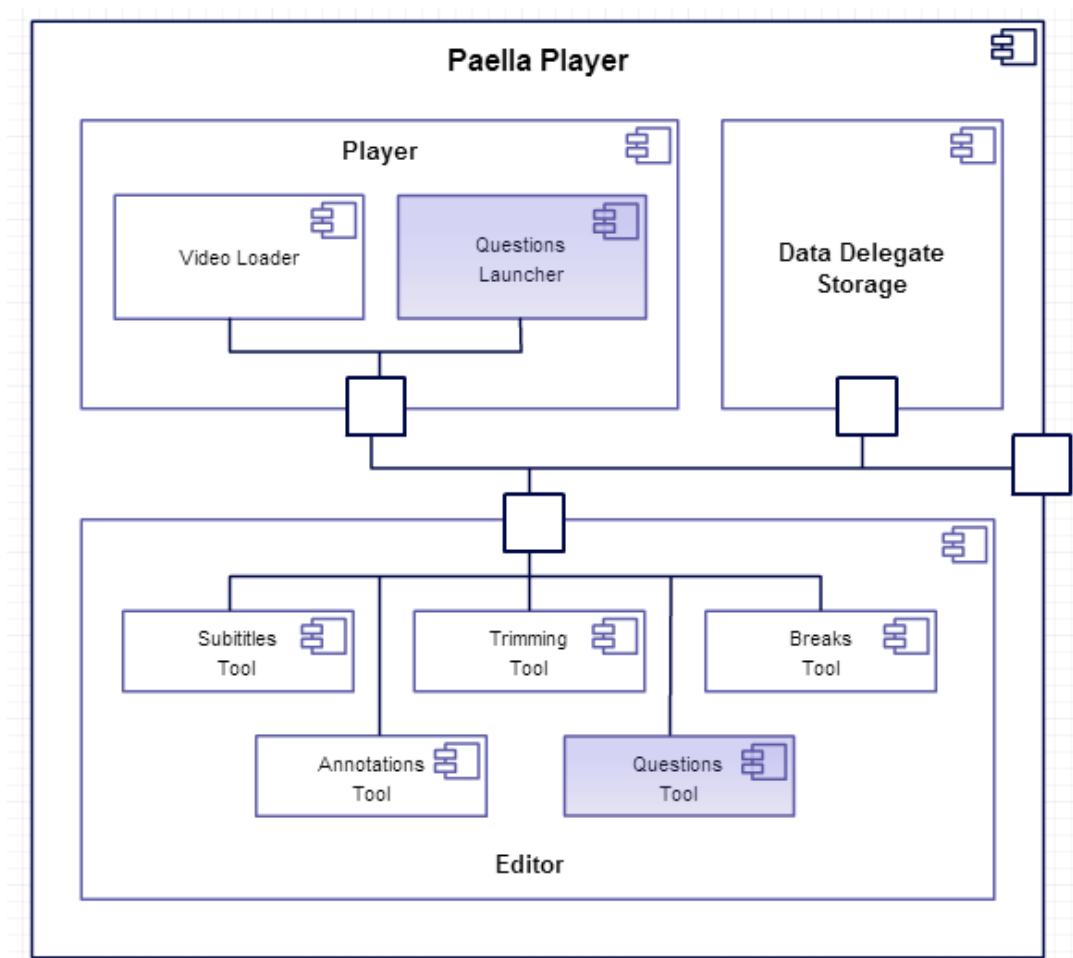 Paella Player
Player
Video Loader
Questions
Launcher
Data Delegate
Storage
Subititles
Tool
Trimming
Tool
Breaks
Tool
Annotations
Tool
Questions
Tool
Editor